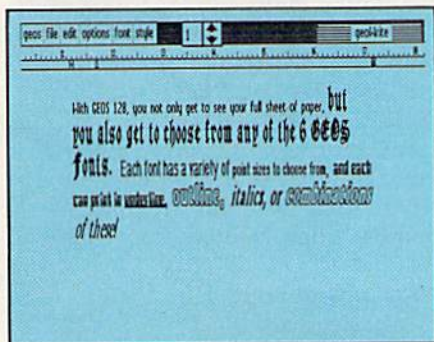 geos file edit options font style 1 geoWrite
With GEOS 128, you not only get to see your full sheet of paper, but
you also get to choose from any of the 6 GEOS
fonts. Each font has a variety of point sizes to choose from, and each
can print in underline, outline, italics, or combinations
of these!